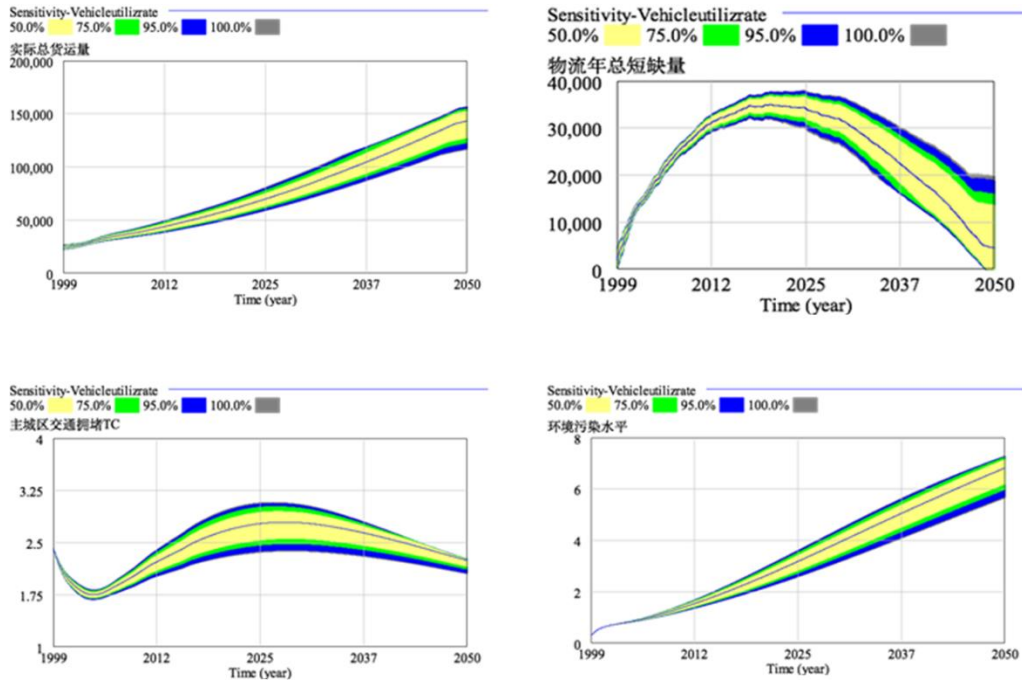 Sensitivity-Vehicleutilizrate
50.0% 75.0% 95.0% 100.0%
实际总货运量
200,000
150,000
100,000
50,000
0
1999 2012 2025 2037 2050
Time (year)
Sensitivity-Vehicleutilizrate
50.0% 75.0% 95.0% 100.0%
物流年总短缺量
40,000
30,000
20,000
10,000
0
1999 2012 2025 2037 2050
Time (year)
Sensitivity-Vehicleutilizrate
50.0% 75.0% 95.0% 100.0%
主城区交通拥堵TC
4
3.25
2.5
1.75
1
1999 2012 2025 2037 2050
Time (year)
Sensitivity-Vehicleutilizrate
50.0% 75.0% 95.0% 100.0%
环境污染水平
8
6
4
2
0
1999 2012 2025 2037 2050
Time (year)